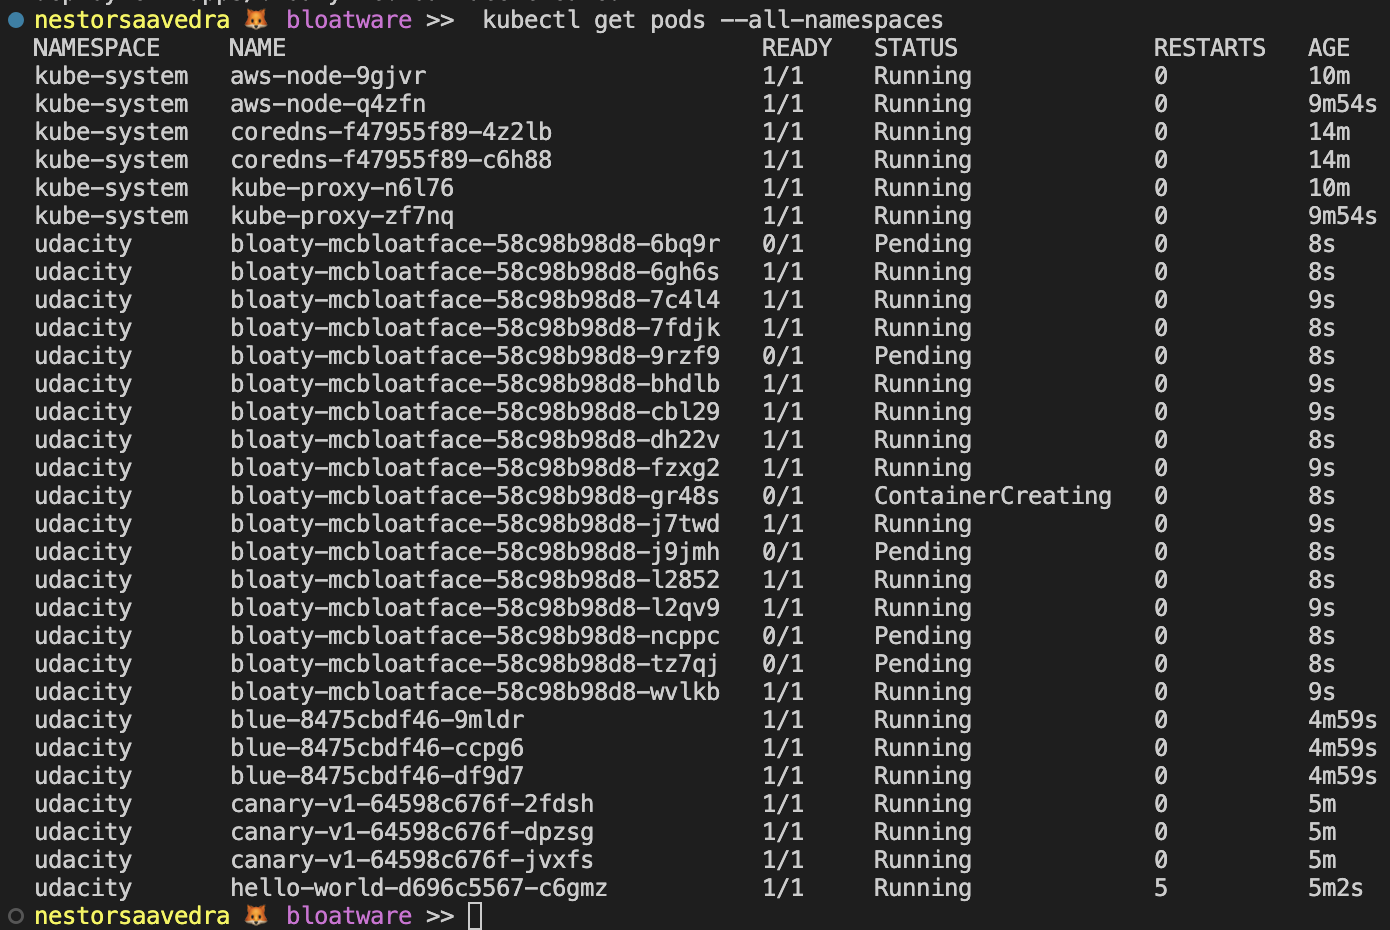 nestorsaavedra 🦊 bloatware >> kubectl get pods --all-namespaces
NAMESPACE NAME READY STATUS RESTARTS AGE
kube-system aws-node-9gjvr 1/1 Running 0 10m
kube-system aws-node-q4zfn 1/1 Running 0 9m54s
kube-system coredns-f47955f89-4z2lb 1/1 Running 0 14m
kube-system coredns-f47955f89-c6h88 1/1 Running 0 14m
kube-system kube-proxy-n6l76 1/1 Running 0 10m
kube-system kube-proxy-zf7nq 1/1 Running 0 9m54s
udacity bloaty-mcbloatface-58c98b98d8-6bq9r 0/1 Pending 0 8s
udacity bloaty-mcbloatface-58c98b98d8-6gh6s 1/1 Running 0 8s
udacity bloaty-mcbloatface-58c98b98d8-7c4l4 1/1 Running 0 9s
udacity bloaty-mcbloatface-58c98b98d8-7fdjk 1/1 Running 0 8s
udacity bloaty-mcbloatface-58c98b98d8-9rzf9 0/1 Pending 0 8s
udacity bloaty-mcbloatface-58c98b98d8-bhdlb 1/1 Running 0 9s
udacity bloaty-mcbloatface-58c98b98d8-cbl29 1/1 Running 0 9s
udacity bloaty-mcbloatface-58c98b98d8-dh22v 1/1 Running 0 8s
udacity bloaty-mcbloatface-58c98b98d8-fzxg2 1/1 Running 0 9s
udacity bloaty-mcbloatface-58c98b98d8-gr48s 0/1 ContainerCreating 0 8s
udacity bloaty-mcbloatface-58c98b98d8-j7twd 1/1 Running 0 9s
udacity bloaty-mcbloatface-58c98b98d8-j9jmh 0/1 Pending 0 8s
udacity bloaty-mcbloatface-58c98b98d8-l2852 1/1 Running 0 8s
udacity bloaty-mcbloatface-58c98b98d8-l2qv9 1/1 Running 0 9s
udacity bloaty-mcbloatface-58c98b98d8-ncppc 0/1 Pending 0 8s
udacity bloaty-mcbloatface-58c98b98d8-tz7qj 0/1 Pending 0 8s
udacity bloaty-mcbloatface-58c98b98d8-wvlkb 1/1 Running 0 9s
udacity blue-8475cbdf46-9mldr 1/1 Running 0 4m59s
udacity blue-8475cbdf46-ccpg6 1/1 Running 0 4m59s
udacity blue-8475cbdf46-df9d7 1/1 Running 0 4m59s
udacity canary-v1-64598c676f-2fdsh 1/1 Running 0 5m
udacity canary-v1-64598c676f-dpzsg 1/1 Running 0 5m
udacity canary-v1-64598c676f-jvxfs 1/1 Running 0 5m
udacity hello-world-d696c5567-c6gmz 1/1 Running 5 5m2s
nestorsaavedra 🦊 bloatware >>